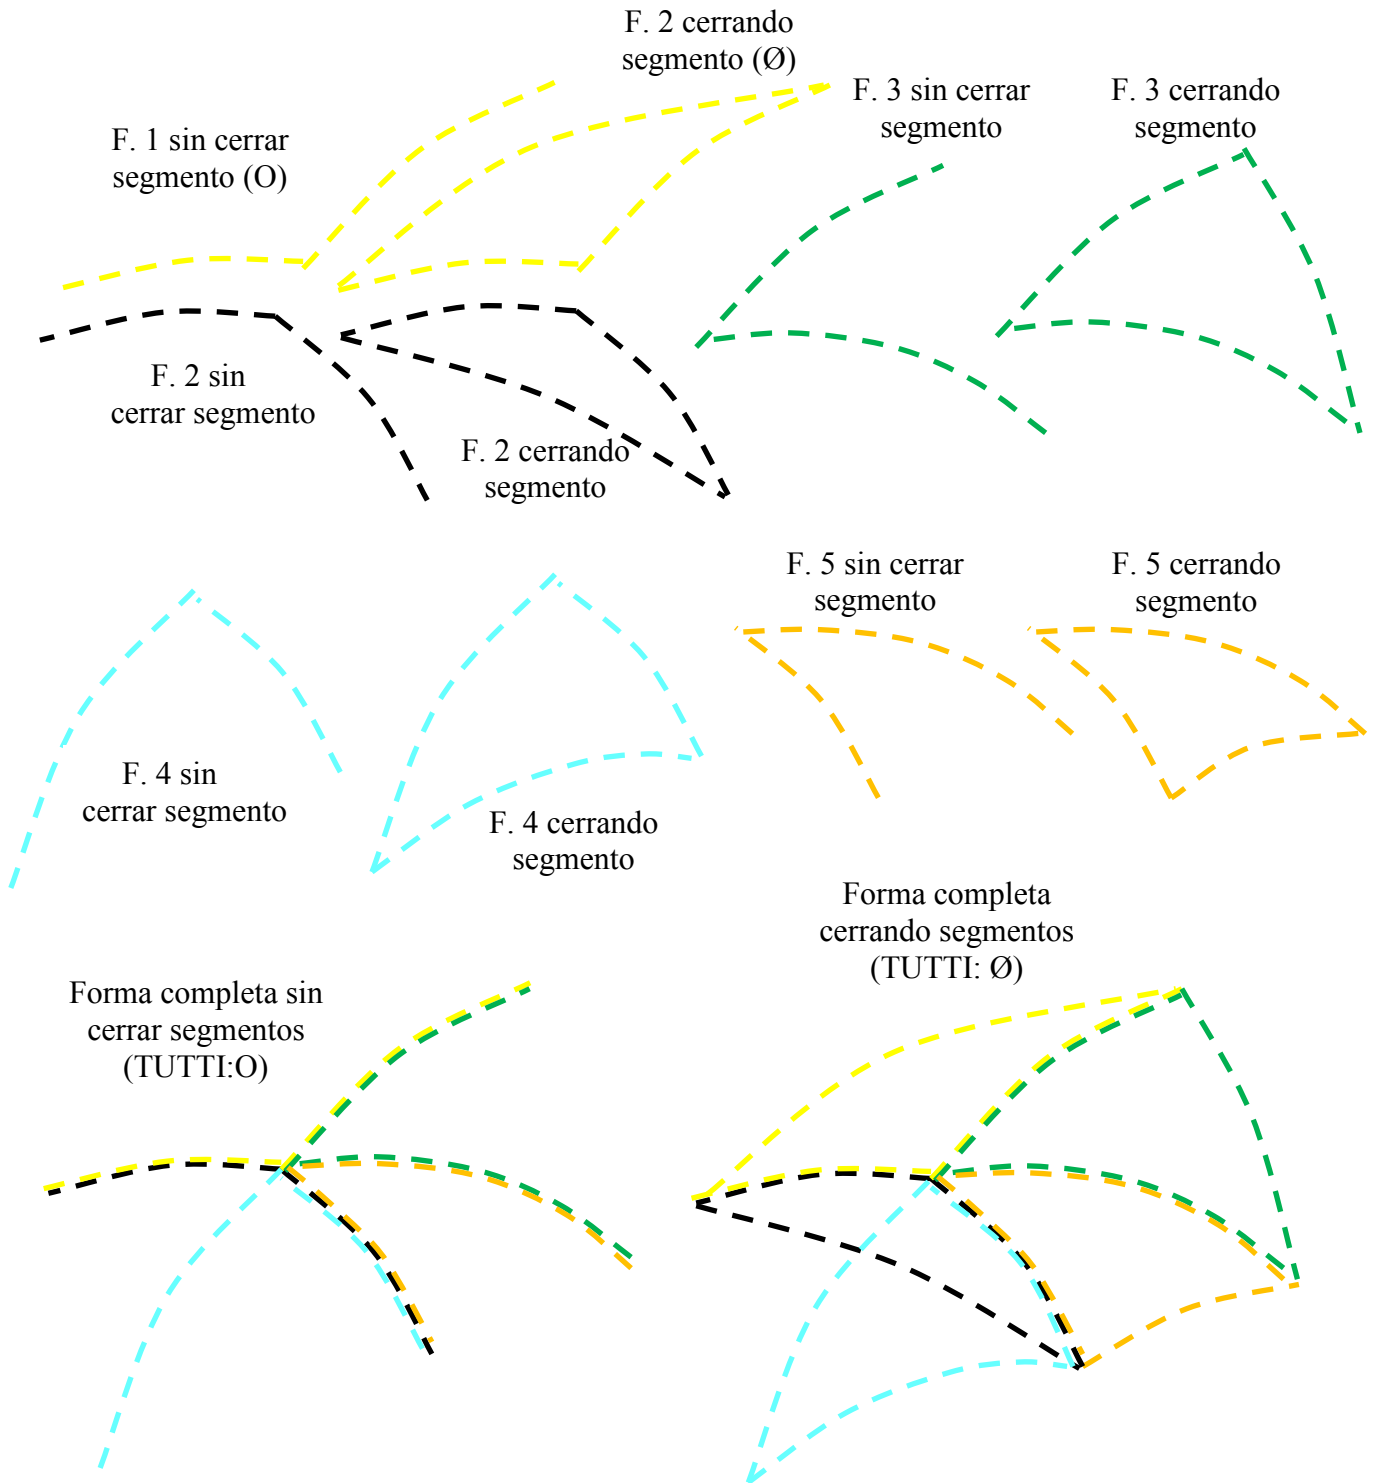 F. 2 cerrando
segmento (Ø)
F. 3 sin cerrar
segmento
F. 3 cerrando
segmento
F. 1 sin cerrar
segmento (O)
F. 2 sin
cerrar segmento
F. 2 cerrando
segmento
F. 5 sin cerrar
segmento
F. 5 cerrando
segmento
F. 4 sin
cerrar segmento
F. 4 cerrando
segmento
Forma completa
cerrando segmentos
(TUTTI: Ø)
Forma completa sin
cerrar segmentos
(TUTTI:O)